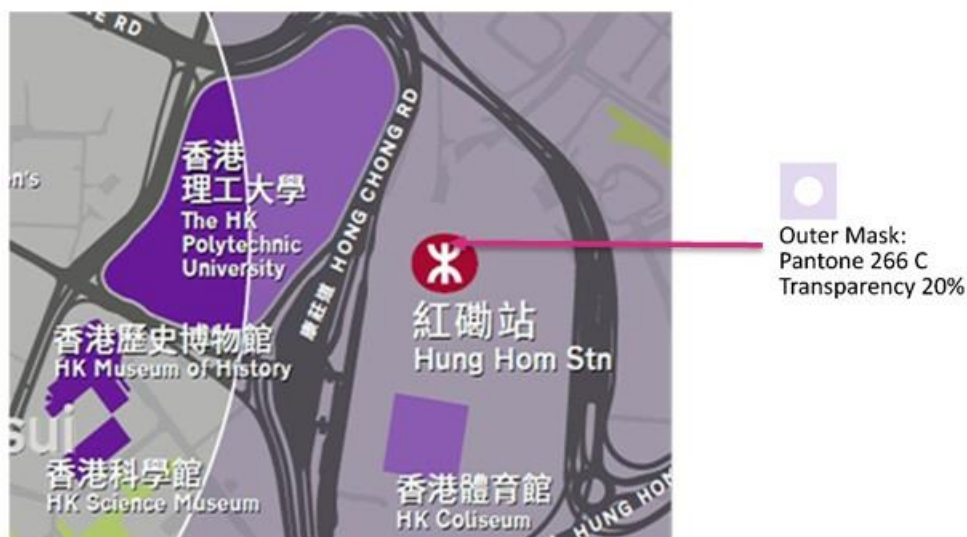 RD
en's
香港
理工大學
The HK
Polytechnic
University
康莊道 HONG CHONG RD
紅磡站
Hung Hom Stn
香港歷史博物館
HK Museum of History
sui
香港科學館
HK Science Museum
香港體育館
HK Coliseum
HUNG HOM
Outer Mask:
Pantone 266 C
Transparency 20%